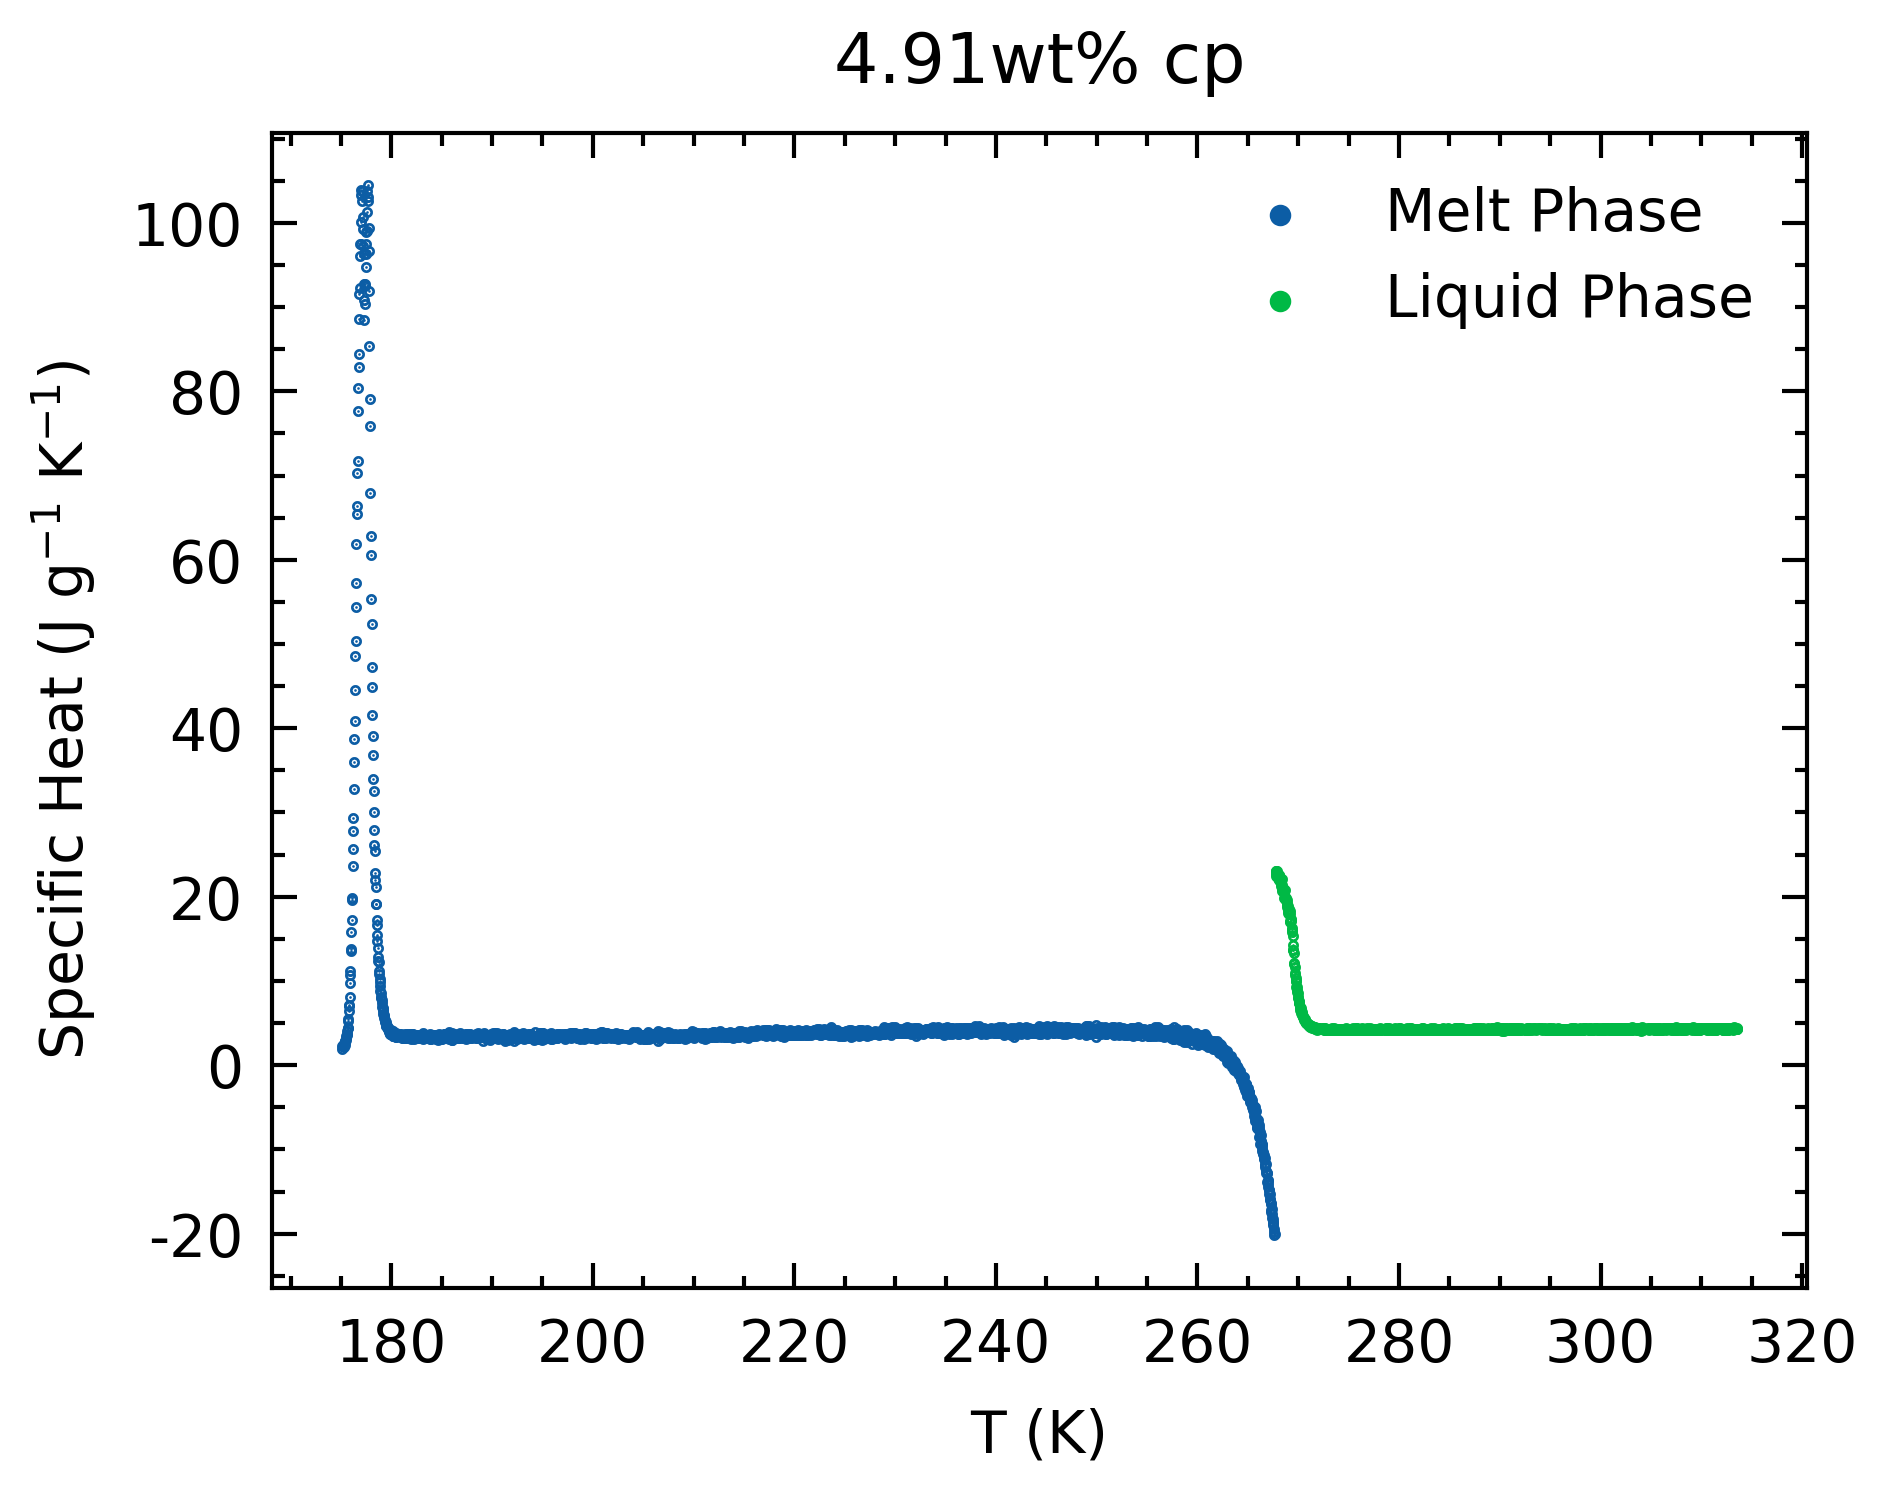 4.91wt% cp
Melt Phase
Liquid Phase
Specific Heat (J g⁻¹ K⁻¹)
100
80
60
40
20
0
-20
180 200 220 240 260 280 300 320
T (K)